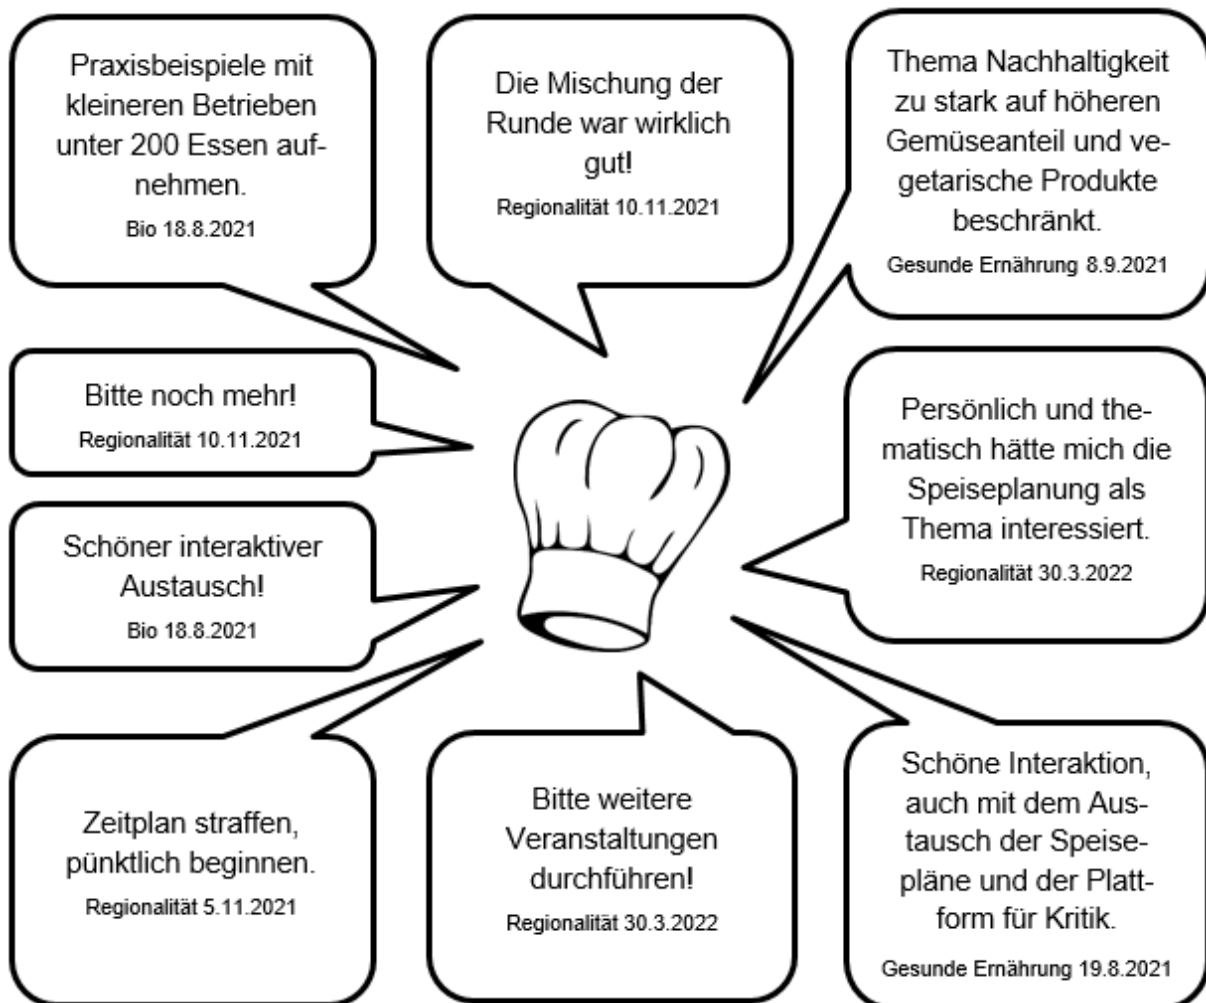 Praxisbeispiele mit
kleineren Betrieben
unter 200 Essen auf-
nehmen.
Bio 18.8.2021
Die Mischung der
Runde war wirklich
gut!
Regionalität 10.11.2021
Thema Nachhaltigkeit
zu stark auf höheren
Gemüseanteil und ve-
getarische Produkte
beschränkt.
Gesunde Ernährung 8.9.2021
Bitte noch mehr!
Regionalität 10.11.2021
Persönlich und the-
matisch hätte mich die
Speiseplanung als
Thema interessiert.
Regionalität 30.3.2022
Schöner interaktiver
Austausch!
Bio 18.8.2021
Zeitplan straffen,
pünktlich beginnen.
Regionalität 5.11.2021
Bitte weitere
Veranstaltungen
durchführen!
Regionalität 30.3.2022
Schöne Interaktion,
auch mit dem Aus-
tausch der Speise-
pläne und der Platt-
form für Kritik.
Gesunde Ernährung 19.8.2021